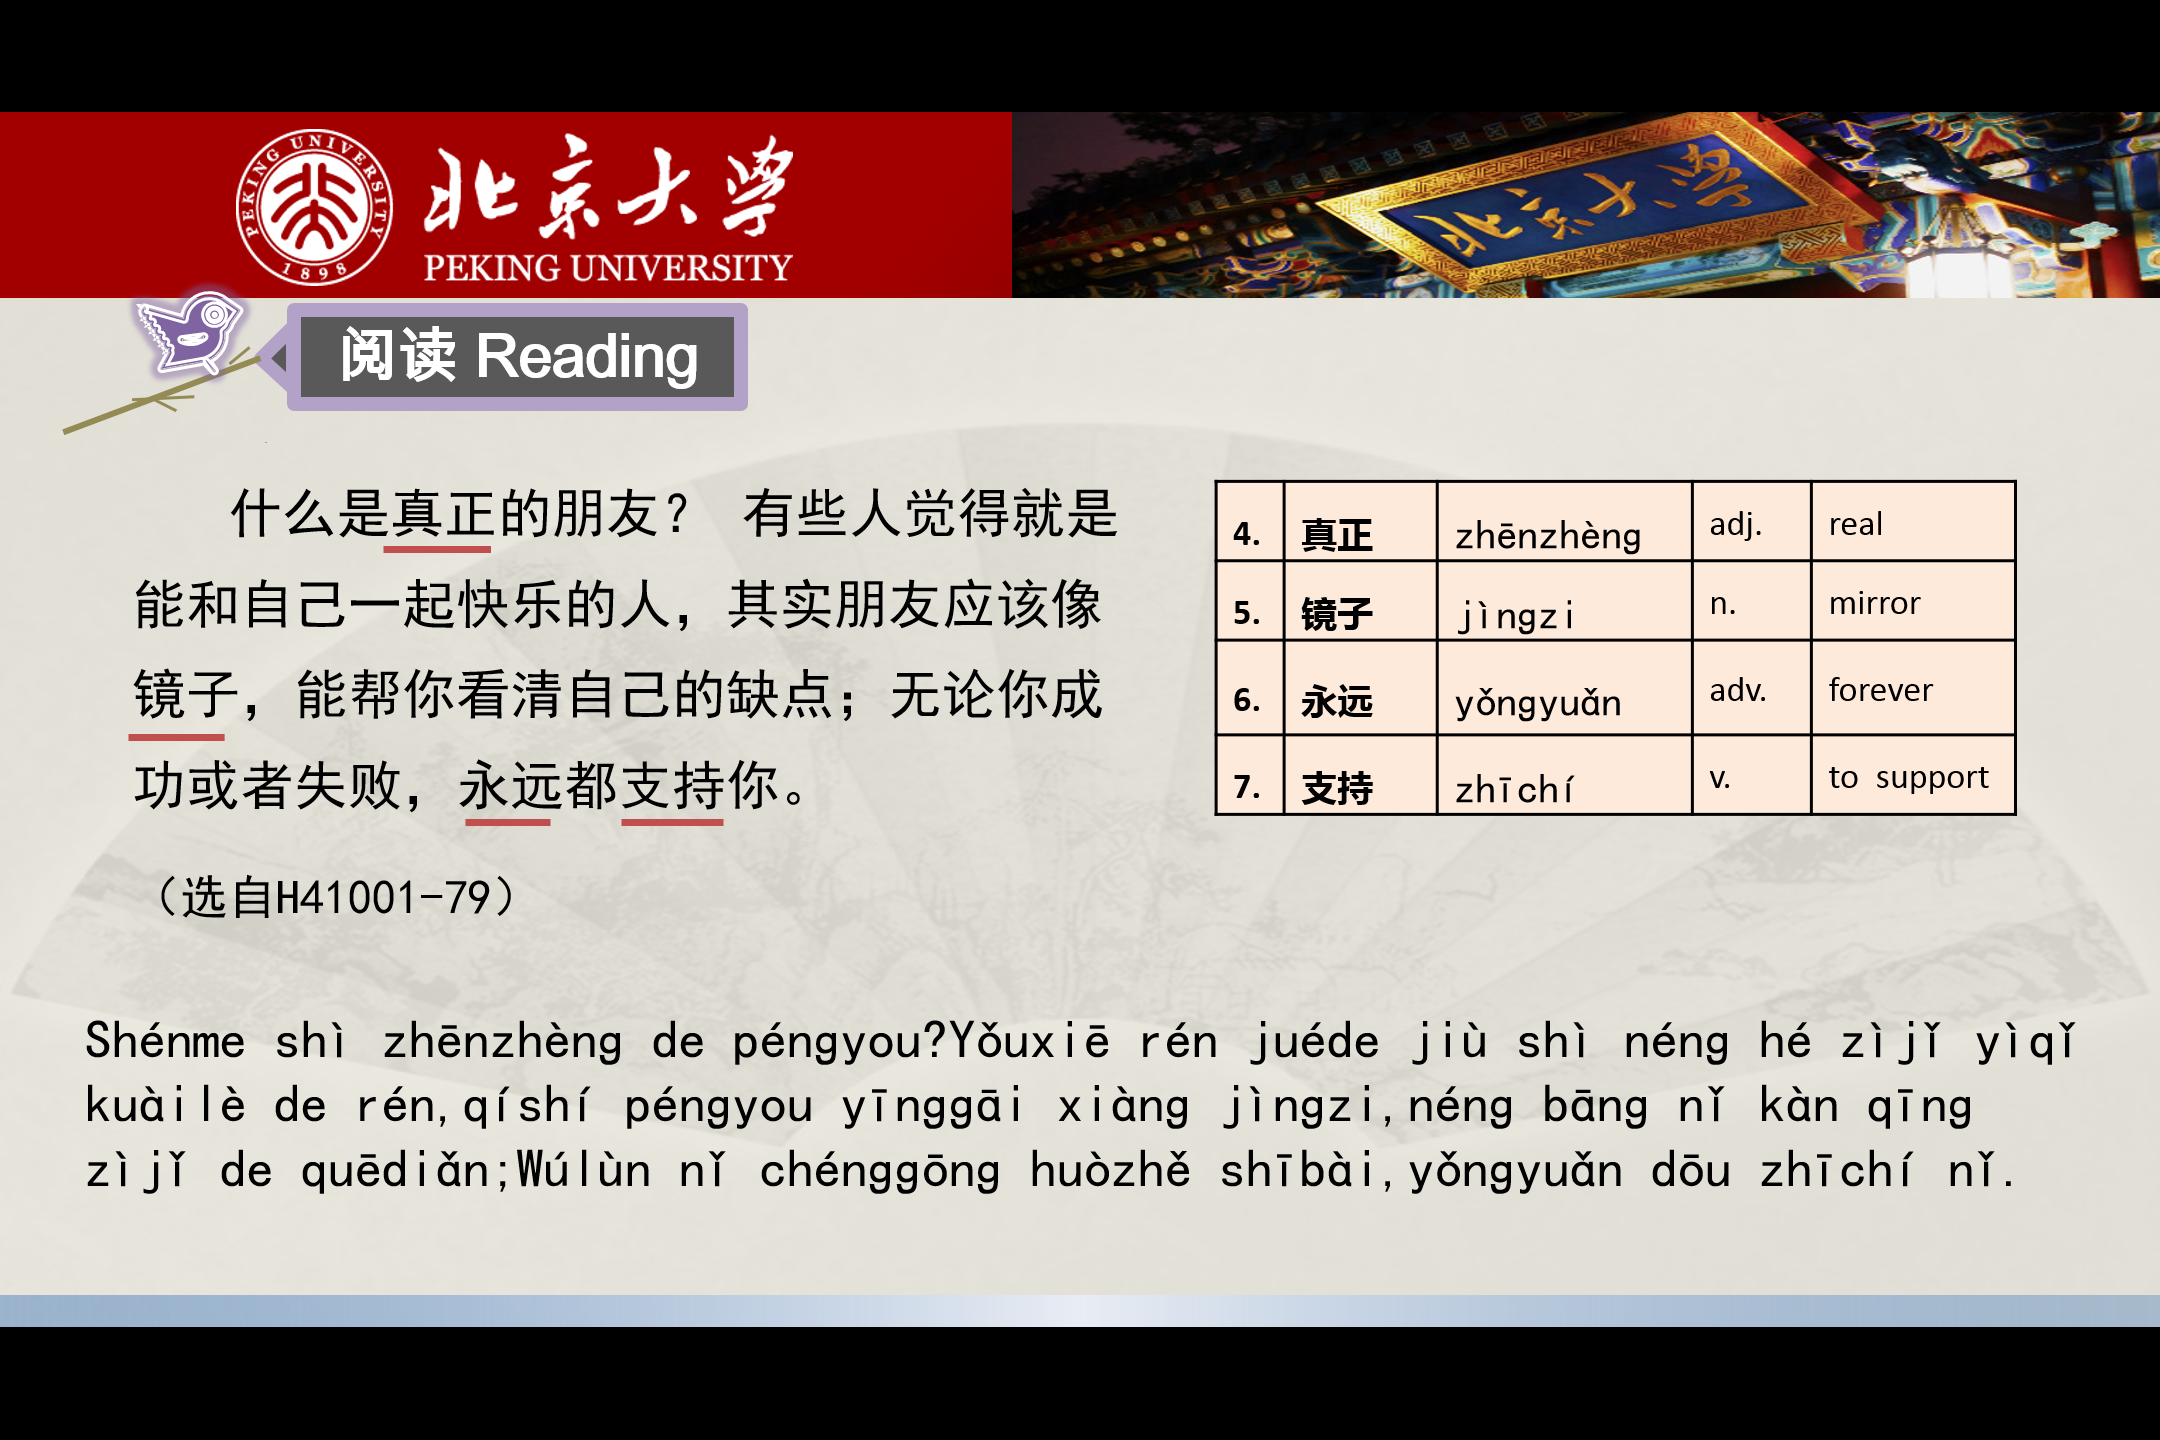 PEKING UNIVERSITY
1898
北京大学
PEKING UNIVERSITY
北京大学
阅读 Reading
什么是真正的朋友？ 有些人觉得就是
能和自己一起快乐的人，其实朋友应该像
镜子，能帮你看清自己的缺点；无论你成
功或者失败，永远都支持你。
（选自H41001-79）
4. 真正 zhēnzhèng adj. real
5. 镜子 jìngzi n. mirror
6. 永远 yǒngyuǎn adv. forever
7. 支持 zhīchí v. to support
Shénme shì zhēnzhèng de péngyou?Yǒuxiē rén juéde jiù shì néng hé zìjǐ yìqǐ
kuàilè de rén,qíshí péngyou yīnggāi xiàng jìngzi,néng bāng nǐ kàn qīng
zìjǐ de quēdiǎn;Wúlùn nǐ chénggōng huòzhě shībài,yǒngyuǎn dōu zhīchí nǐ.